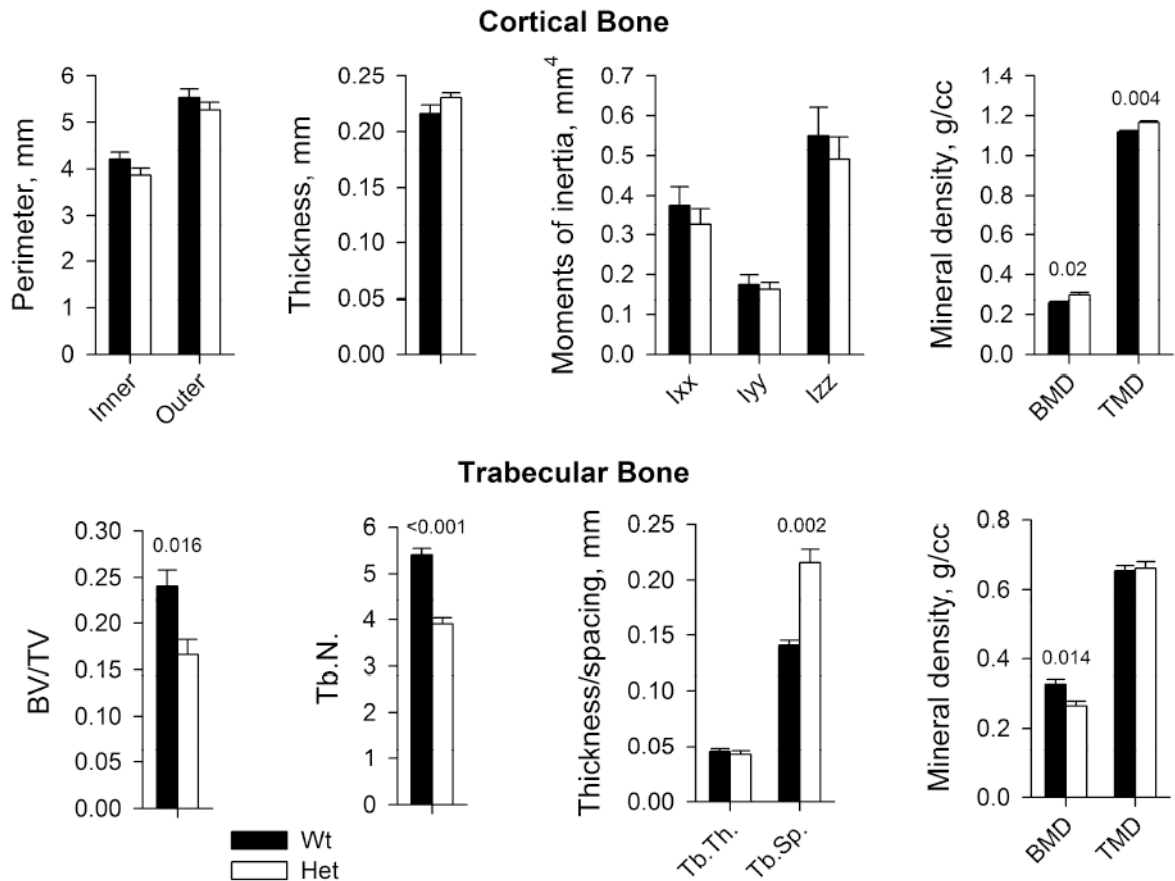 Cortical Bone
Perimeter, mm
6
5
4
3
2
1
0
Inner
Outer
Thickness, mm
0.25
0.20
0.15
0.10
0.05
0.00
Moments of inertia, mm⁴
0.7
0.6
0.5
0.4
0.3
0.2
0.1
0.0
Ixx
Iyy
Izz
Mineral density, g/cc
1.4
1.2
1.0
0.8
0.6
0.4
0.2
0.0
0.02
0.004
BMD
TMD
Trabecular Bone
BV/TV
0.30
0.25
0.20
0.15
0.10
0.05
0.00
0.016
Tb.N.
6
5
4
3
2
1
0
<0.001
Thickness/spacing, mm
0.25
0.20
0.15
0.10
0.05
0.00
0.002
Tb.Th.
Tb.Sp.
Mineral density, g/cc
0.8
0.6
0.4
0.2
0.0
0.014
BMD
TMD
Wt
Het